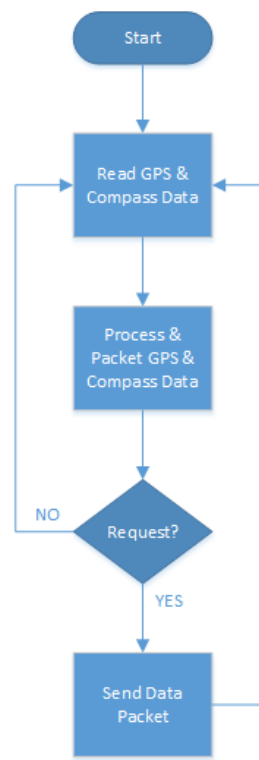 Start
Read GPS &
Compass Data
Process &
Packet GPS &
Compass Data
Request?
NO
YES
Send Data
Packet